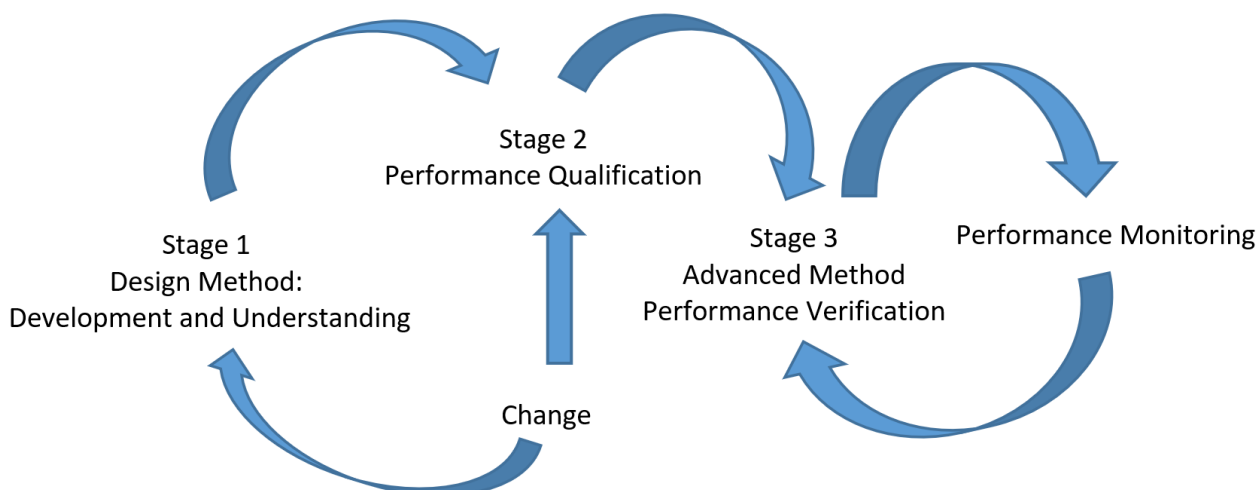 Stage 1
Design Method:
Development and Understanding
Stage 2
Performance Qualification
Change
Stage 3
Advanced Method
Performance Verification
Performance Monitoring